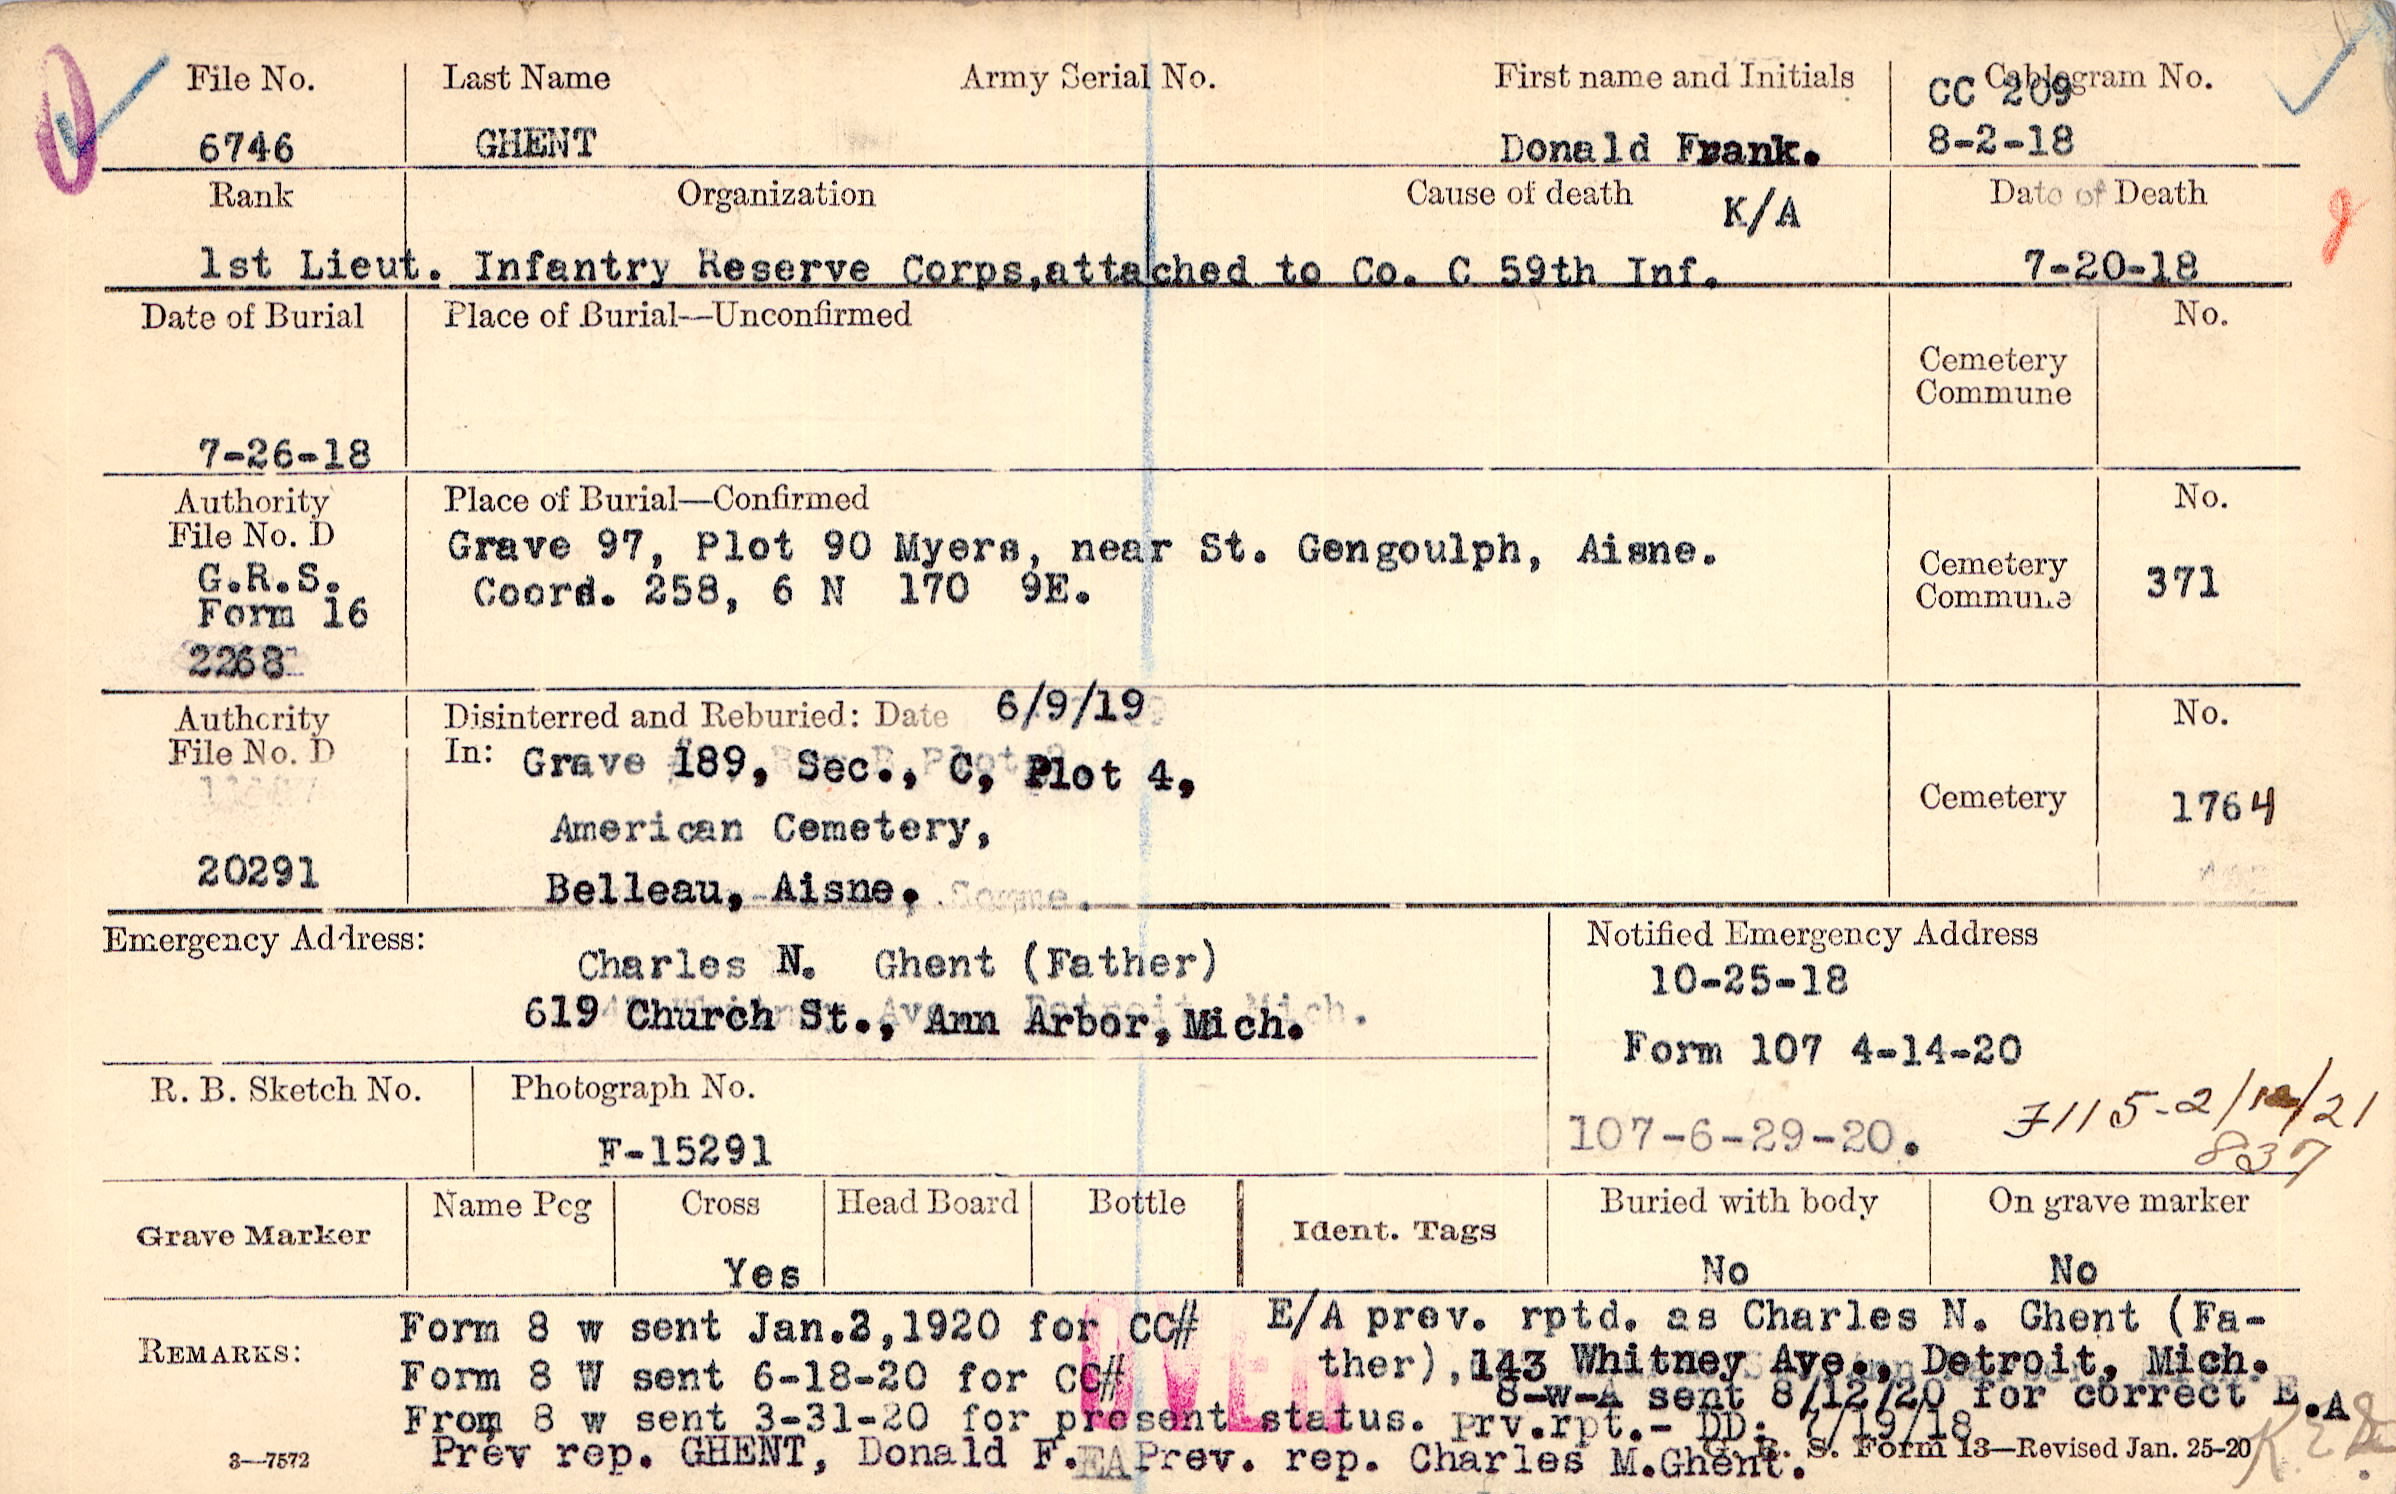 File No. Last Name Army Serial No. First name and Initials Cablegram No.
CC 209
6746 GHENT Donald Frank. 8-2-18
Rank Organization Cause of death K/A Date of Death
1st Lieut. Infantry Reserve Corps,attached to Co. C 59th Inf. 7-20-18
Date of Burial Place of Burial—Unconfirmed No.
Cemetery
Commune
7-26-18
Authority Place of Burial—Confirmed No.
File No. D Grave 97, Plot 90 Myers, near St. Gengoulph, Aisne.
G.R.S. Coord. 258, 6 N 170 9E. Cemetery
Form 16 Commune 371
2268
Authority Disinterred and Reburied: Date 6/9/19 No.
File No. D In: Grave 189, Sec., C, Plot 4,
American Cemetery, Cemetery 1764
20291 Belleau, Aisne.
Emergency Address: Notified Emergency Address
Charles N. Ghent (Father) 10-25-18
619 Church St., Ann Arbor, Mich.
Form 107 4-14-20
R. B. Sketch No. Photograph No.
F-15291 107-6-29-20.
837
Grave Marker Name Peg Cross Head Board Bottle Ident. Tags Buried with body On grave marker
Yes No No
REMARKS: Form 8 w sent Jan.3,1920 for CC# E/A prev. rptd. as Charles N. Ghent (Fa-
Form 8 W sent 6-18-20 for CC# ther),143 Whitney Ave., Detroit, Mich.
8-w-A sent 8/12/20 for correct E.A
From 8 w sent 3-31-20 for present status. prv.rpt.- DD: 7/19/18
Prev rep. GHENT, Donald F. EA Prev. rep. Charles M.Ghent.
OVER
3—7572 G. R. S. Form 13—Revised Jan. 25-20